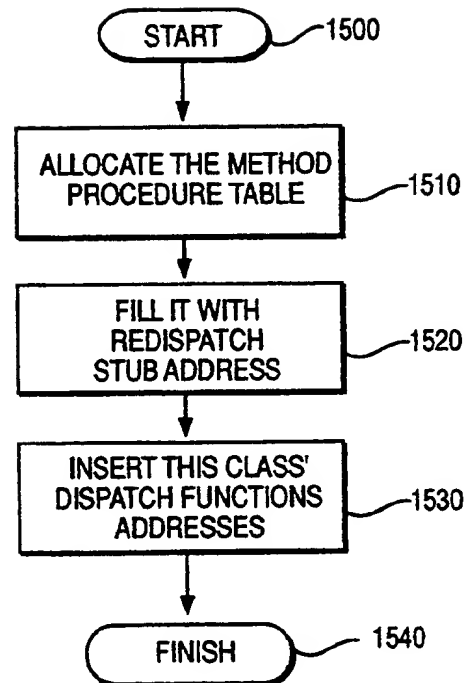 START
1500
ALLOCATE THE METHOD
PROCEDURE TABLE
1510
FILL IT WITH
REDISPATCH
STUB ADDRESS
1520
INSERT THIS CLASS'
DISPATCH FUNCTIONS
ADDRESSES
1530
FINISH
1540